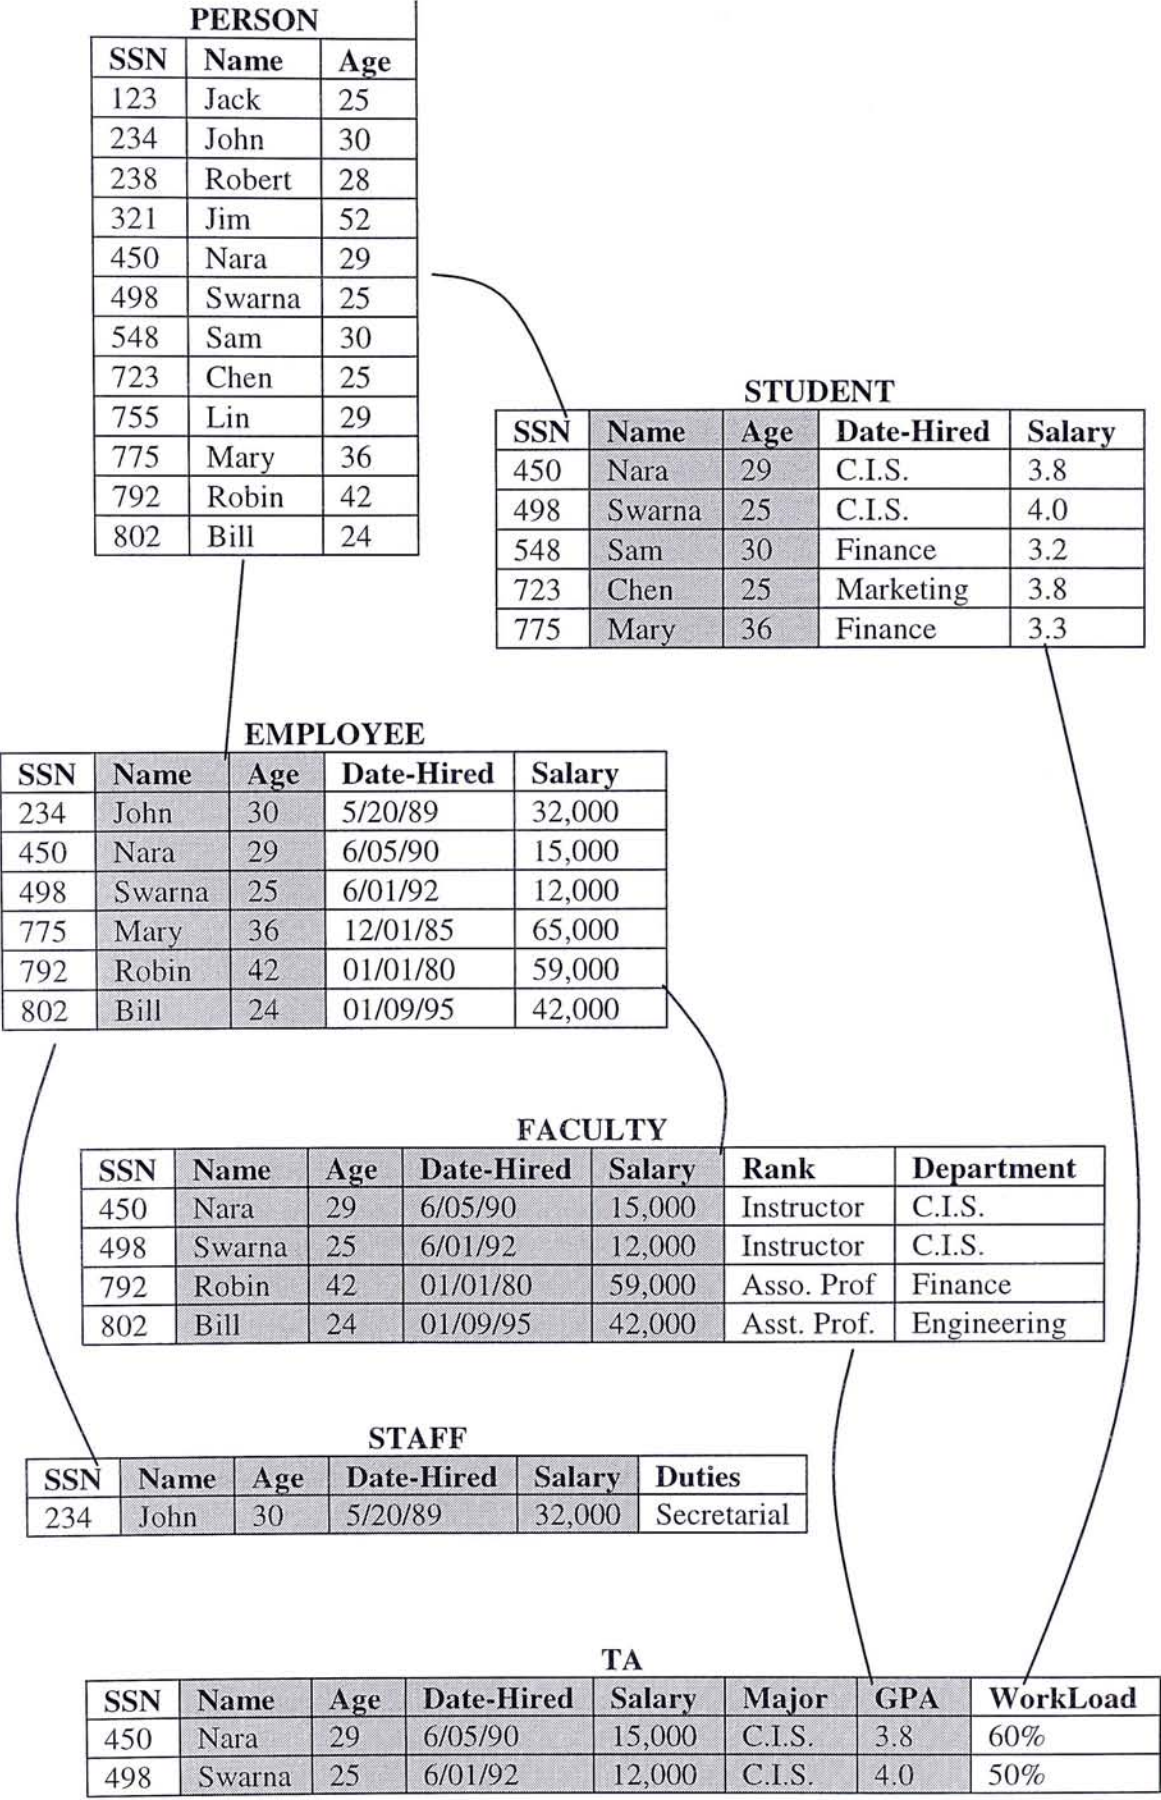 PERSON
SSN Name Age
123 Jack 25
234 John 30
238 Robert 28
321 Jim 52
450 Nara 29
498 Swarna 25
548 Sam 30
723 Chen 25
755 Lin 29
775 Mary 36
792 Robin 42
802 Bill 24
STUDENT
SSN Name Age Date-Hired Salary
450 Nara 29 C.I.S. 3.8
498 Swarna 25 C.I.S. 4.0
548 Sam 30 Finance 3.2
723 Chen 25 Marketing 3.8
775 Mary 36 Finance 3.3
EMPLOYEE
SSN Name Age Date-Hired Salary
234 John 30 5/20/89 32,000
450 Nara 29 6/05/90 15,000
498 Swarna 25 6/01/92 12,000
775 Mary 36 12/01/85 65,000
792 Robin 42 01/01/80 59,000
802 Bill 24 01/09/95 42,000
FACULTY
SSN Name Age Date-Hired Salary Rank Department
450 Nara 29 6/05/90 15,000 Instructor C.I.S.
498 Swarna 25 6/01/92 12,000 Instructor C.I.S.
792 Robin 42 01/01/80 59,000 Asso. Prof Finance
802 Bill 24 01/09/95 42,000 Asst. Prof. Engineering
STAFF
SSN Name Age Date-Hired Salary Duties
234 John 30 5/20/89 32,000 Secretarial
TA
SSN Name Age Date-Hired Salary Major GPA WorkLoad
450 Nara 29 6/05/90 15,000 C.I.S. 3.8 60%
498 Swarna 25 6/01/92 12,000 C.I.S. 4.0 50%